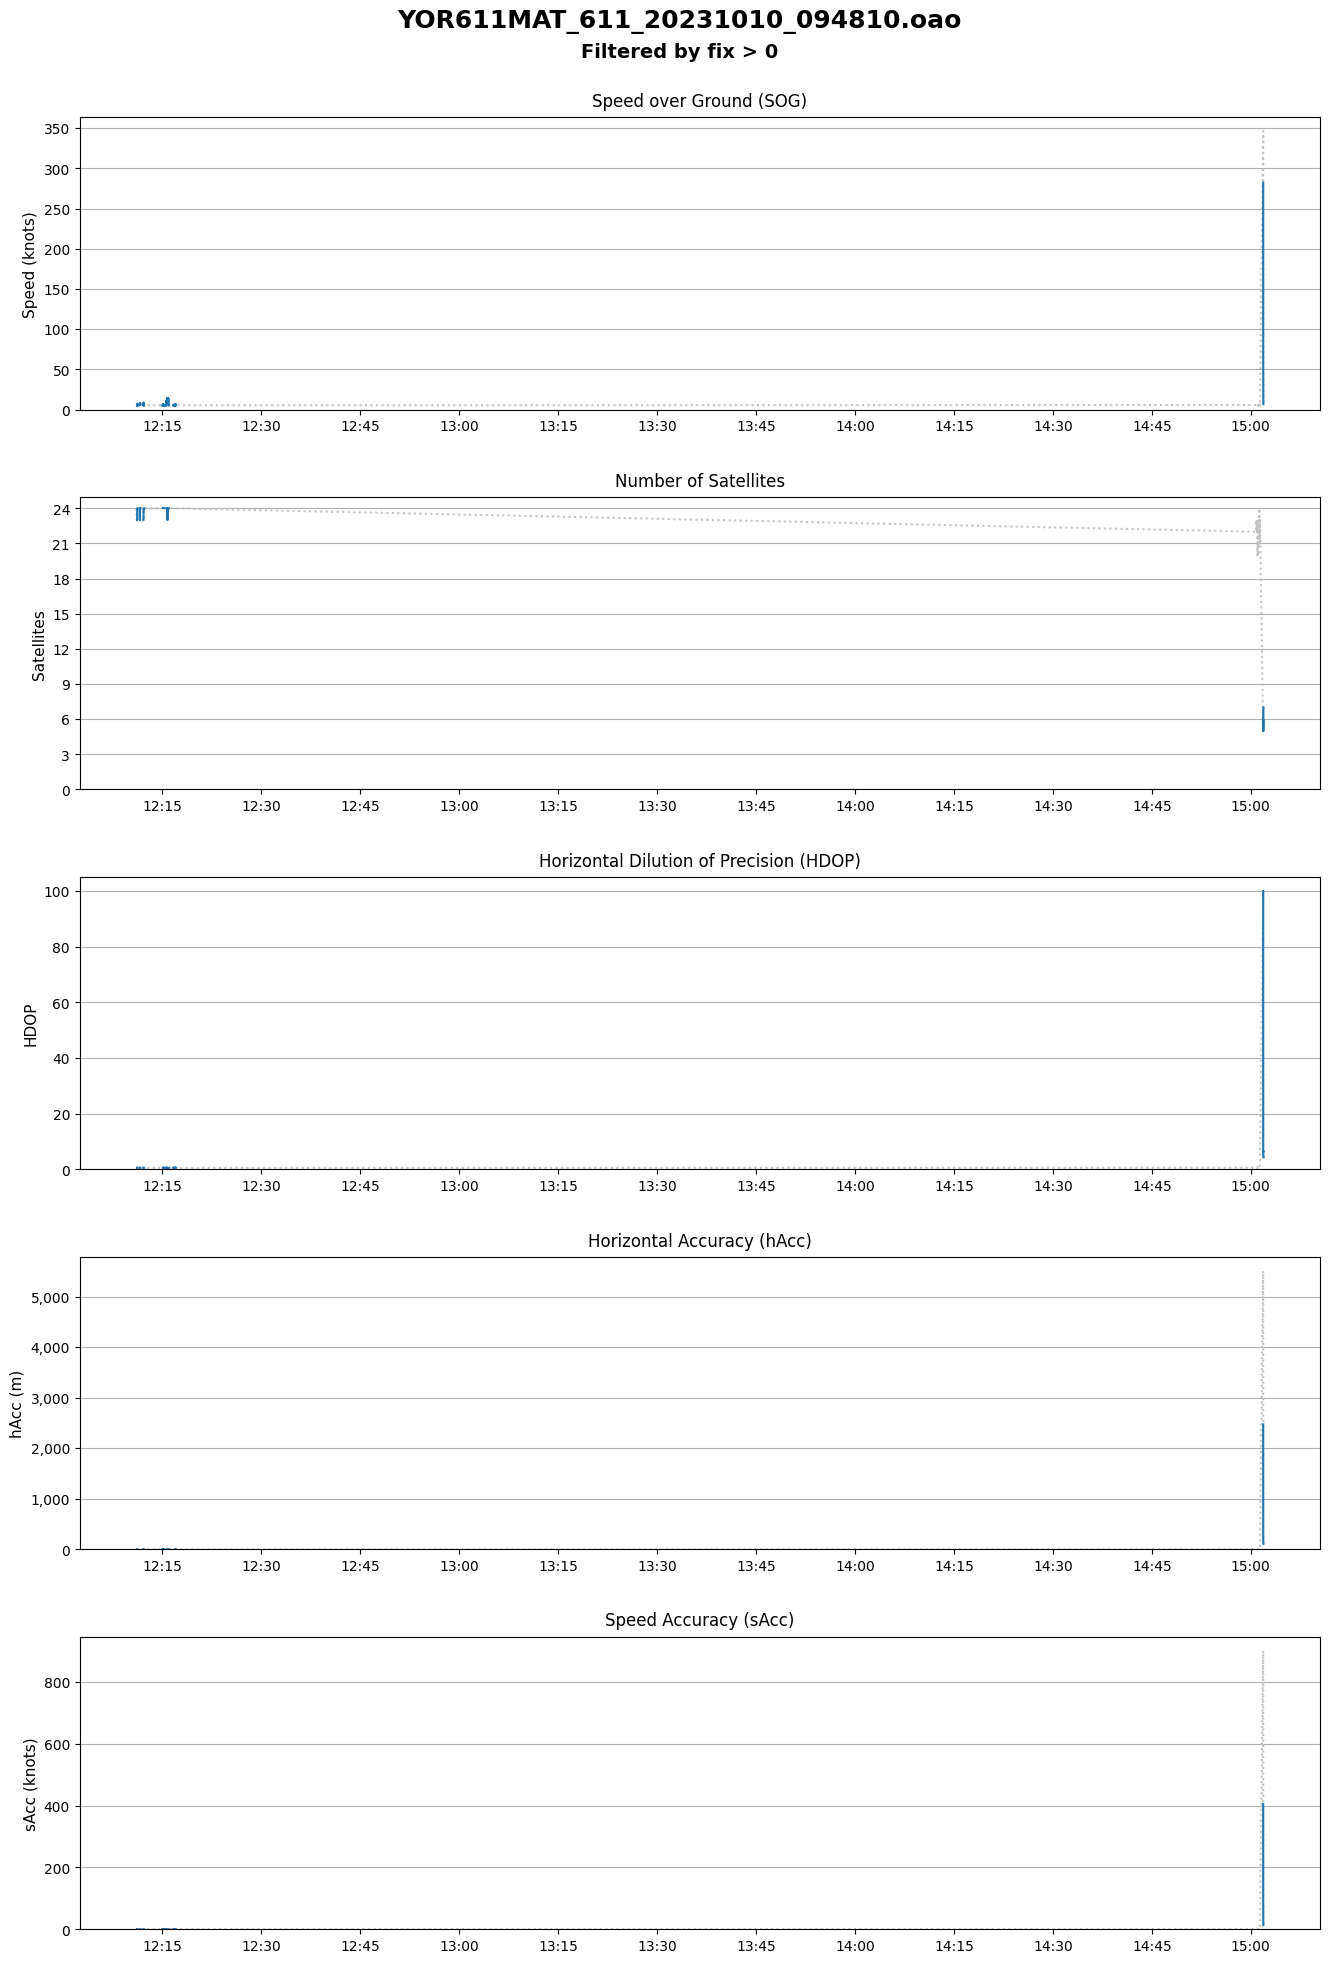 YOR611MAT_611_20231010_094810.oao
Filtered by fix > 0
Speed over Ground (SOG)
Speed (knots)
350
300
250
200
150
100
50
0
12:15 12:30 12:45 13:00 13:15 13:30 13:45 14:00 14:15 14:30 14:45 15:00
Number of Satellites
Satellites
24
21
18
15
12
9
6
3
0
12:15 12:30 12:45 13:00 13:15 13:30 13:45 14:00 14:15 14:30 14:45 15:00
Horizontal Dilution of Precision (HDOP)
HDOP
100
80
60
40
20
0
12:15 12:30 12:45 13:00 13:15 13:30 13:45 14:00 14:15 14:30 14:45 15:00
Horizontal Accuracy (hAcc)
hAcc (m)
5,000
4,000
3,000
2,000
1,000
0
12:15 12:30 12:45 13:00 13:15 13:30 13:45 14:00 14:15 14:30 14:45 15:00
Speed Accuracy (sAcc)
sAcc (knots)
800
600
400
200
0
12:15 12:30 12:45 13:00 13:15 13:30 13:45 14:00 14:15 14:30 14:45 15:00